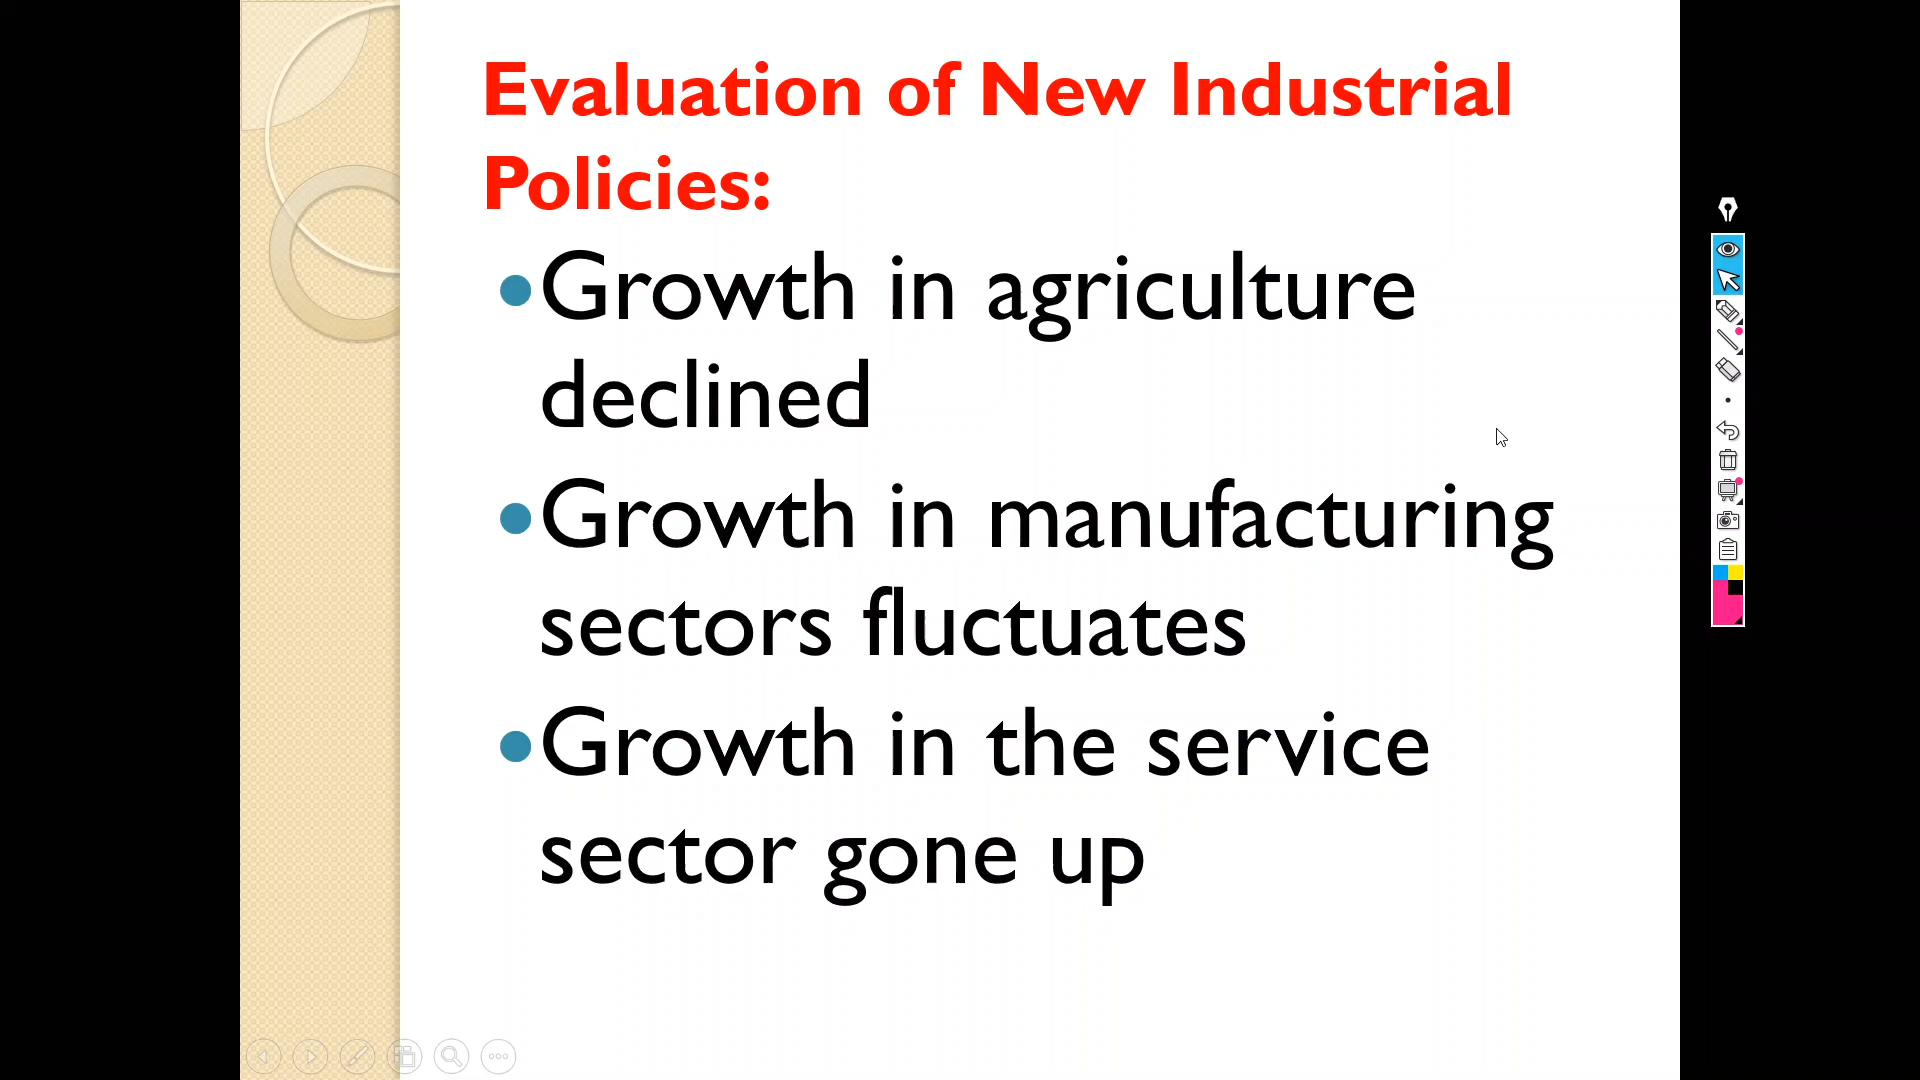 Evaluation of New Industrial
Policies:
•Growth in agriculture
declined
•Growth in manufacturing
sectors fluctuates
•Growth in the service
sector gone up